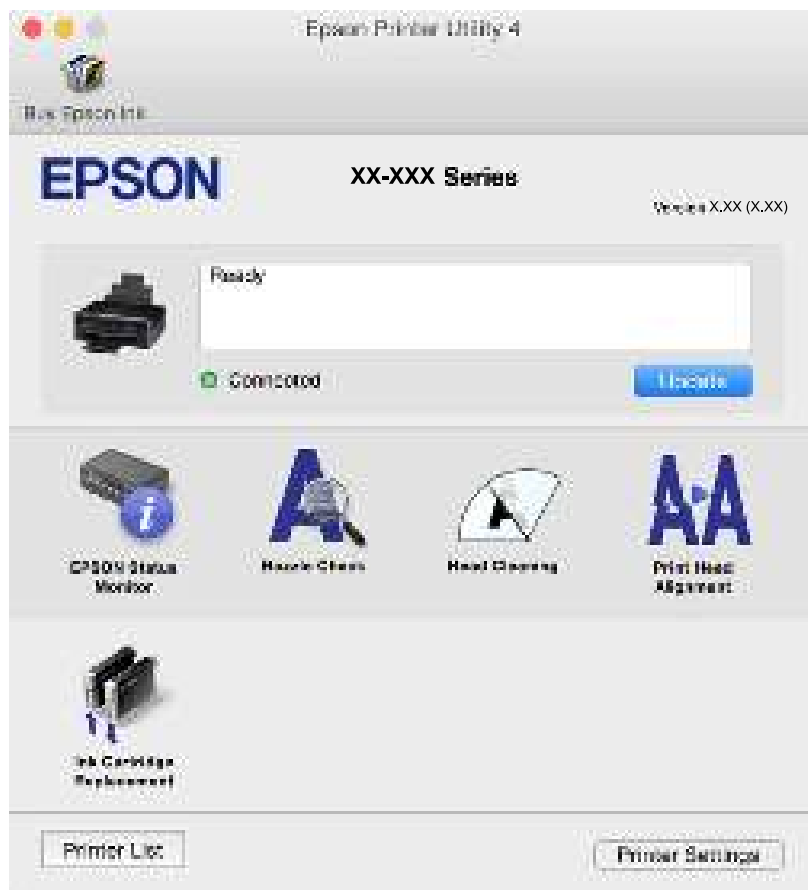 Epson Printer Utility 4
Buy Epson Ink
EPSON
XX-XXX Series
Version X.XX (X.XX)
Ready
Connected
Update
EPSON Status
Monitor
Nozzle Check
Head Cleaning
Print Head
Alignment
Ink Cartridge
Replacement
Printer List
Printer Settings